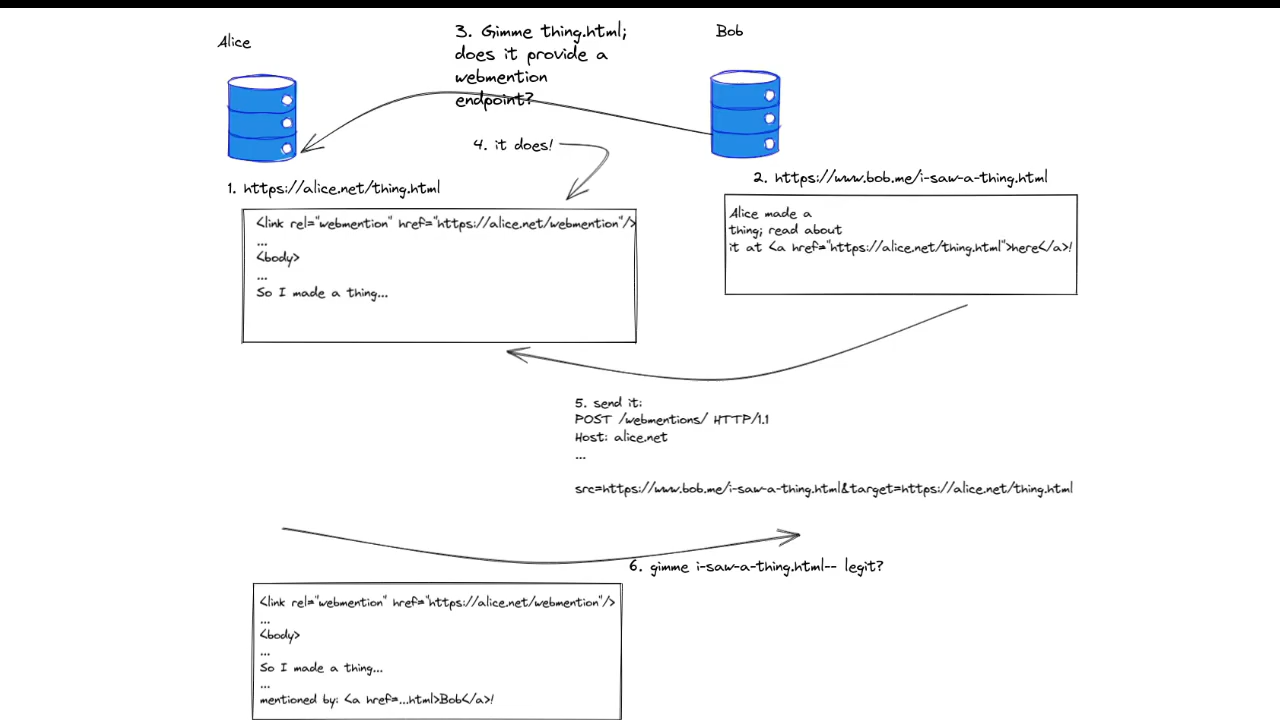 Alice
Bob
3. Gimme thing.html;
does it provide a
webmention
endpoint?
4. it does!
1. https://alice.net/thing.html
2. https://www.bob.me/i-saw-a-thing.html
<link rel="webmention" href="https://alice.net/webmention"/>
...
<body>
...
So I made a thing...
Alice made a
thing; read about
it at <a href="https://alice.net/thing.html">here</a>!
5. send it:
POST /webmentions/ HTTP/1.1
Host: alice.net
...
src=https://www.bob.me/i-saw-a-thing.html&target=https://alice.net/thing.html
6. gimme i-saw-a-thing.html-- legit?
<link rel="webmention" href="https://alice.net/webmention"/>
...
<body>
...
So I made a thing...
...
mentioned by: <a href=...html>Bob</a>!